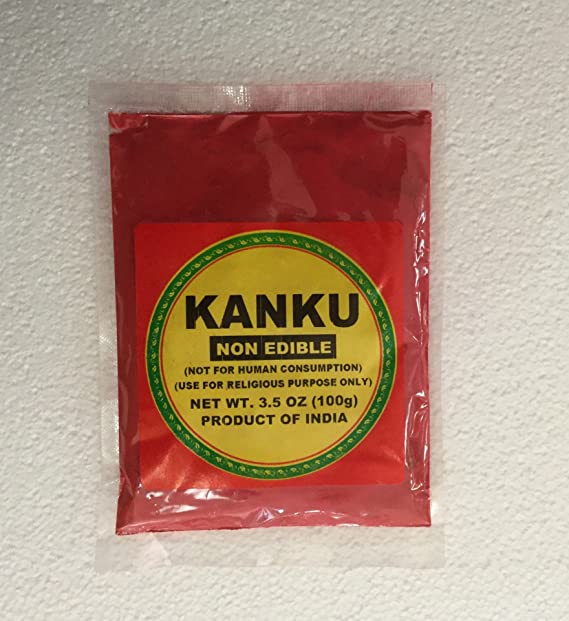 KANKU
NON EDIBLE
(NOT FOR HUMAN CONSUMPTION)
(USE FOR RELIGIOUS PURPOSE ONLY)
NET WT. 3.5 OZ (100g)
PRODUCT OF INDIA